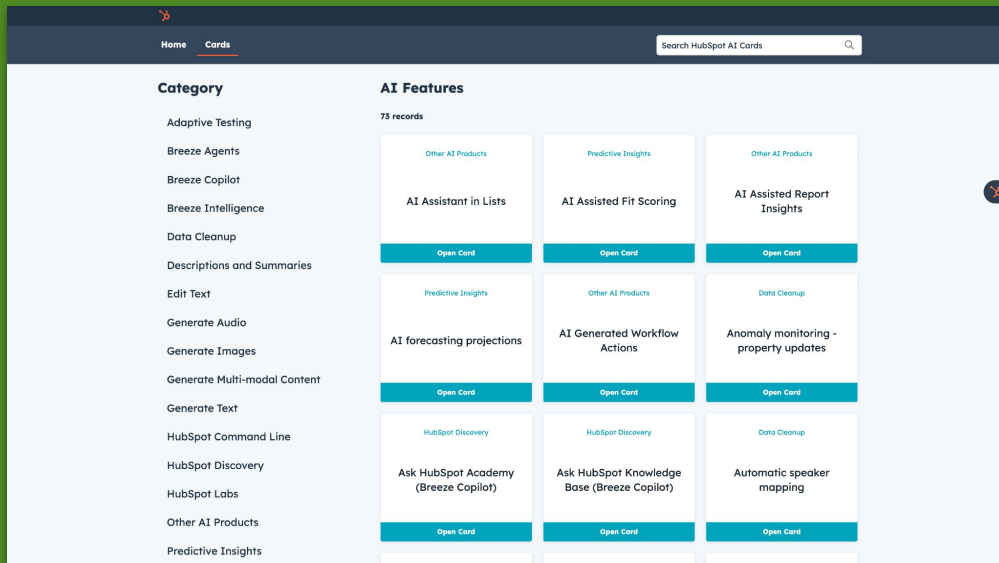 Home Cards
Search HubSpot AI Cards
Category
Adaptive Testing
Breeze Agents
Breeze Copilot
Breeze Intelligence
Data Cleanup
Descriptions and Summaries
Edit Text
Generate Audio
Generate Images
Generate Multi-modal Content
Generate Text
HubSpot Command Line
HubSpot Discovery
HubSpot Labs
Other AI Products
Predictive Insights
AI Features
73 records
Other AI Products
AI Assistant in Lists
Open Card
Predictive Insights
AI Assisted Fit Scoring
Open Card
Other AI Products
AI Assisted Report
Insights
Open Card
Predictive Insights
AI forecasting projections
Open Card
Other AI Products
AI Generated Workflow
Actions
Open Card
Data Cleanup
Anomaly monitoring -
property updates
Open Card
HubSpot Discovery
Ask HubSpot Academy
(Breeze Copilot)
Open Card
HubSpot Discovery
Ask HubSpot Knowledge
Base (Breeze Copilot)
Open Card
Data Cleanup
Automatic speaker
mapping
Open Card